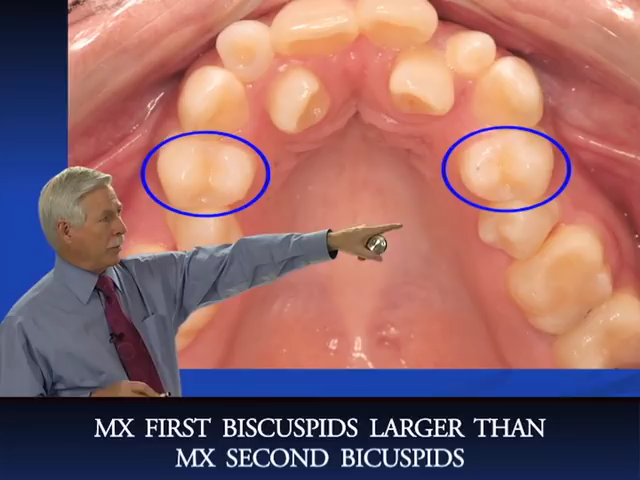 MX FIRST BISCUSPIDS LARGER THAN
MX SECOND BICUSPIDS